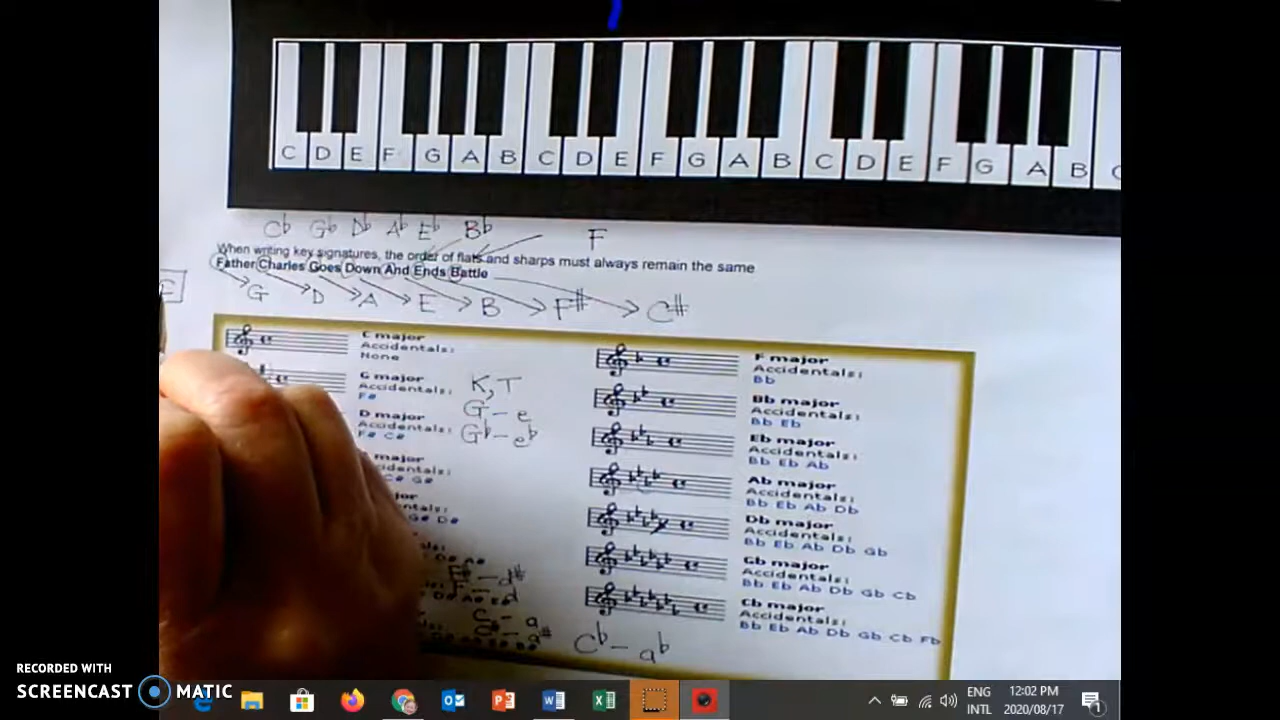 C D E F G A B C D E F G A B C D E F G A B
Cb Gb Db Ab Eb Bb F
When writing key signatures, the order of flats and sharps must always remain the same
Father Charles Goes Down And Ends Battle
G D A E B F# C#
C major
Accidentals:
None
G major
Accidentals:
F#
D major
Accidentals:
F# C#
K, T
G - e
Gb - eb
F# - d#
F - d
C - a
C# - a#
F major
Accidentals:
Bb
Bb major
Accidentals:
Bb Eb
Eb major
Accidentals:
Bb Eb Ab
Ab major
Accidentals:
Bb Eb Ab Db
Db major
Accidentals:
Bb Eb Ab Db Gb
Gb major
Accidentals:
Bb Eb Ab Db Gb Cb
Cb major
Accidentals:
Bb Eb Ab Db Gb Cb Fb
Cb - ab
RECORDED WITH
SCREENCAST MATIC
ENG
INTL
12:02 PM
2020/08/17
1